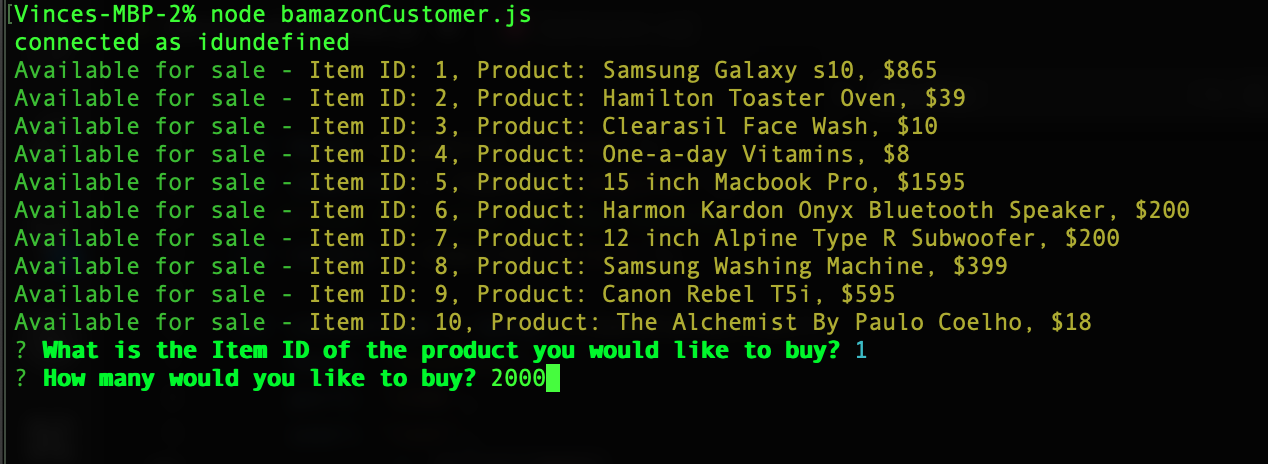 [Vinces-MBP-2% node bamazonCustomer.js
connected as idundefined
Available for sale - Item ID: 1, Product: Samsung Galaxy s10, $865
Available for sale - Item ID: 2, Product: Hamilton Toaster Oven, $39
Available for sale - Item ID: 3, Product: Clearasil Face Wash, $10
Available for sale - Item ID: 4, Product: One-a-day Vitamins, $8
Available for sale - Item ID: 5, Product: 15 inch Macbook Pro, $1595
Available for sale - Item ID: 6, Product: Harmon Kardon Onyx Bluetooth Speaker, $200
Available for sale - Item ID: 7, Product: 12 inch Alpine Type R Subwoofer, $200
Available for sale - Item ID: 8, Product: Samsung Washing Machine, $399
Available for sale - Item ID: 9, Product: Canon Rebel T5i, $595
Available for sale - Item ID: 10, Product: The Alchemist By Paulo Coelho, $18
? What is the Item ID of the product you would like to buy? 1
? How many would you like to buy? 2000